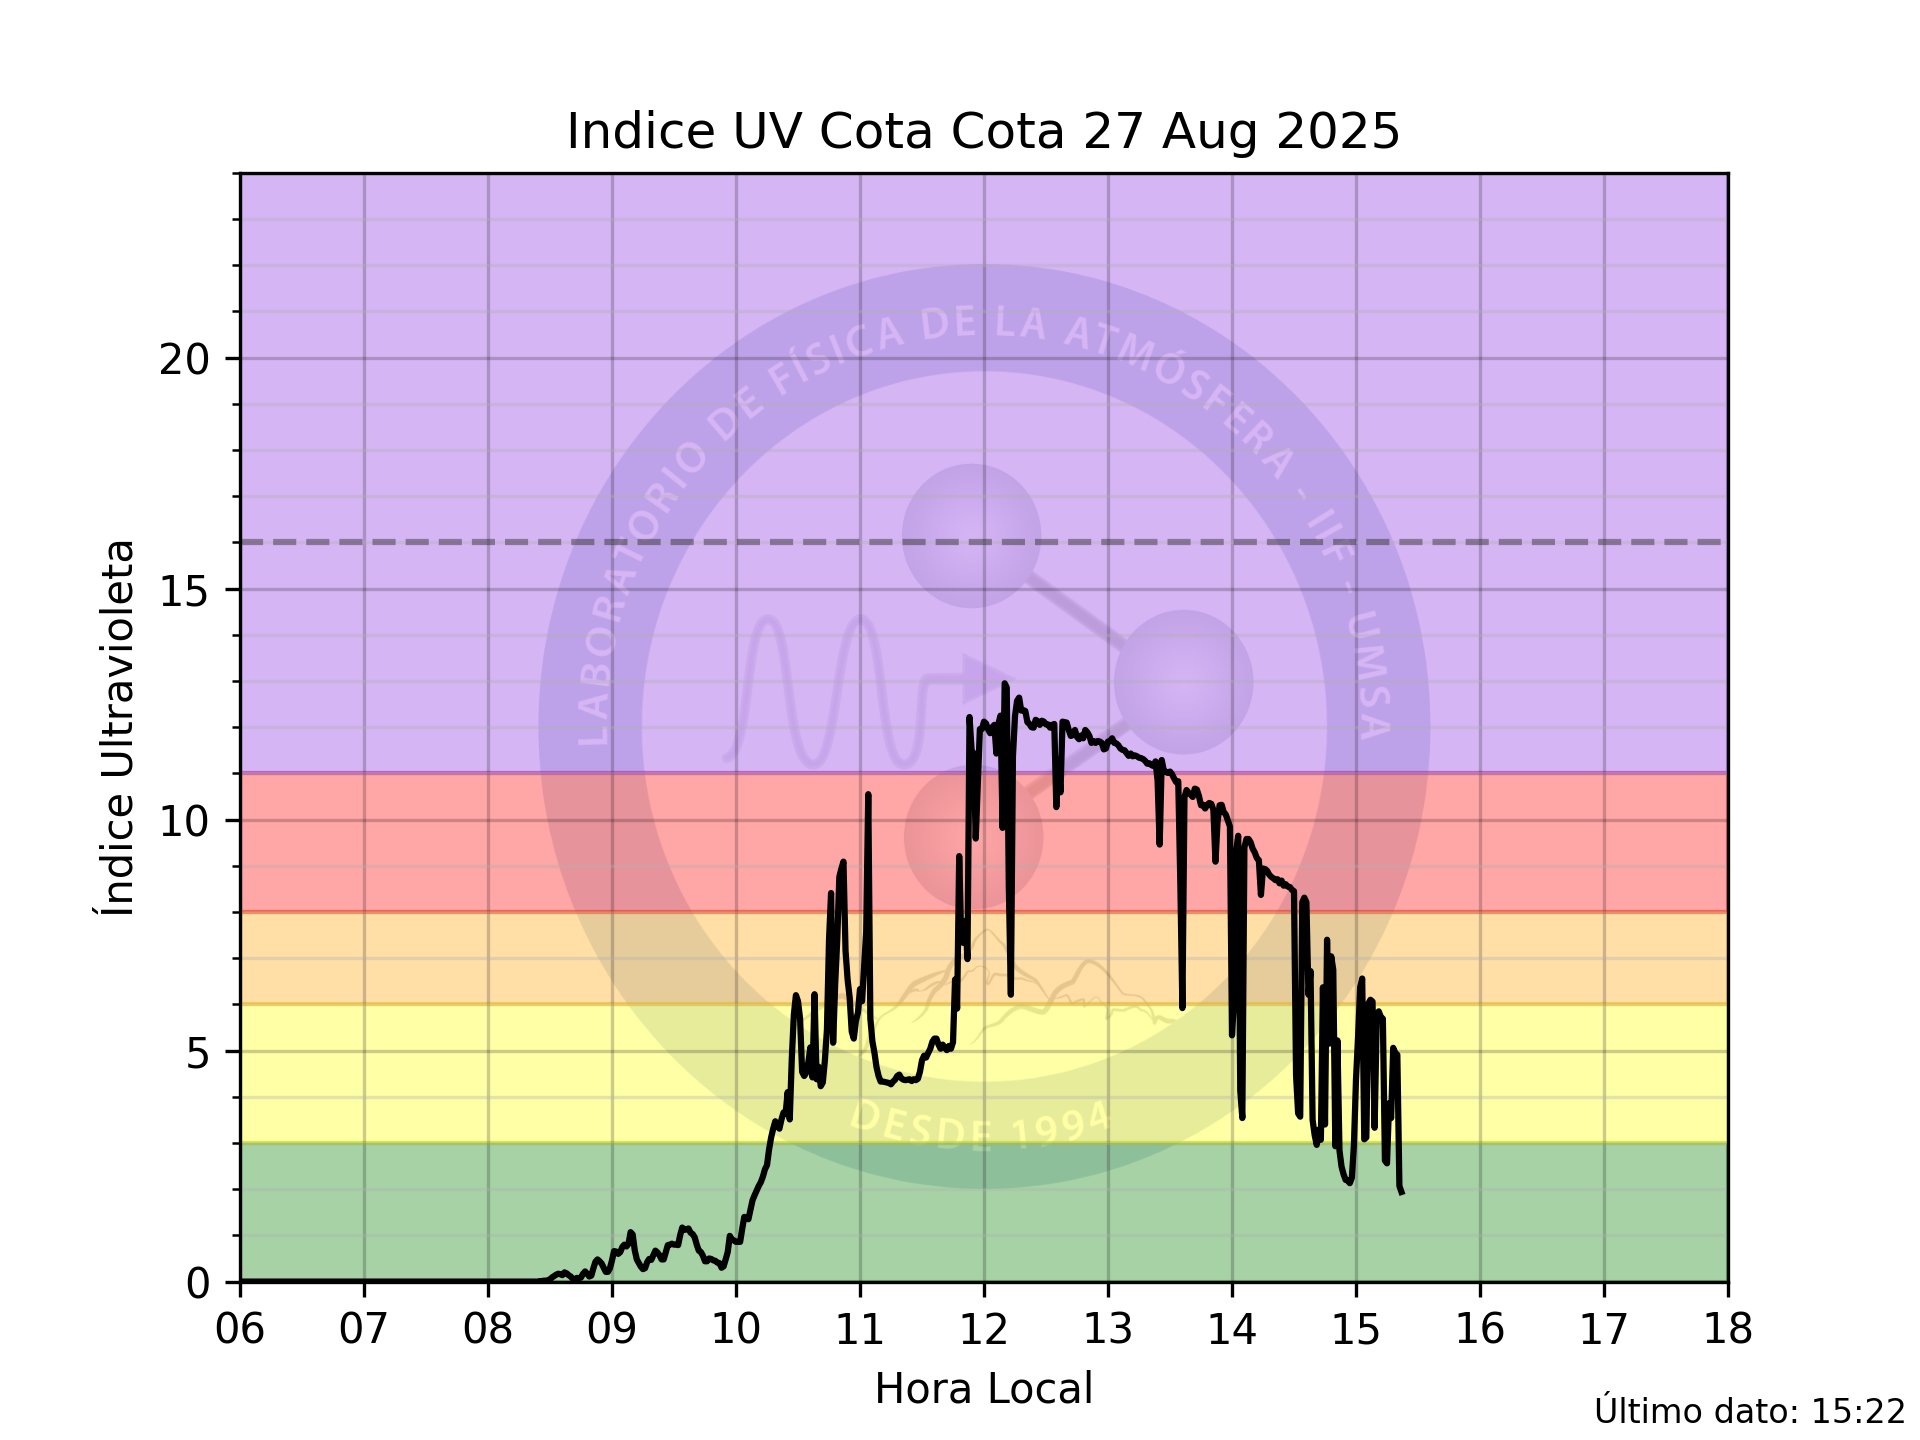 Indice UV Cota Cota 27 Aug 2025
Índice Ultravioleta
20
15
10
5
0
LABORATORIO DE FÍSICA DE LA ATMÓSFERA - IIF - UMSA
DESDE 1994
06 07 08 09 10 11 12 13 14 15 16 17 18
Hora Local
Último dato: 15:22